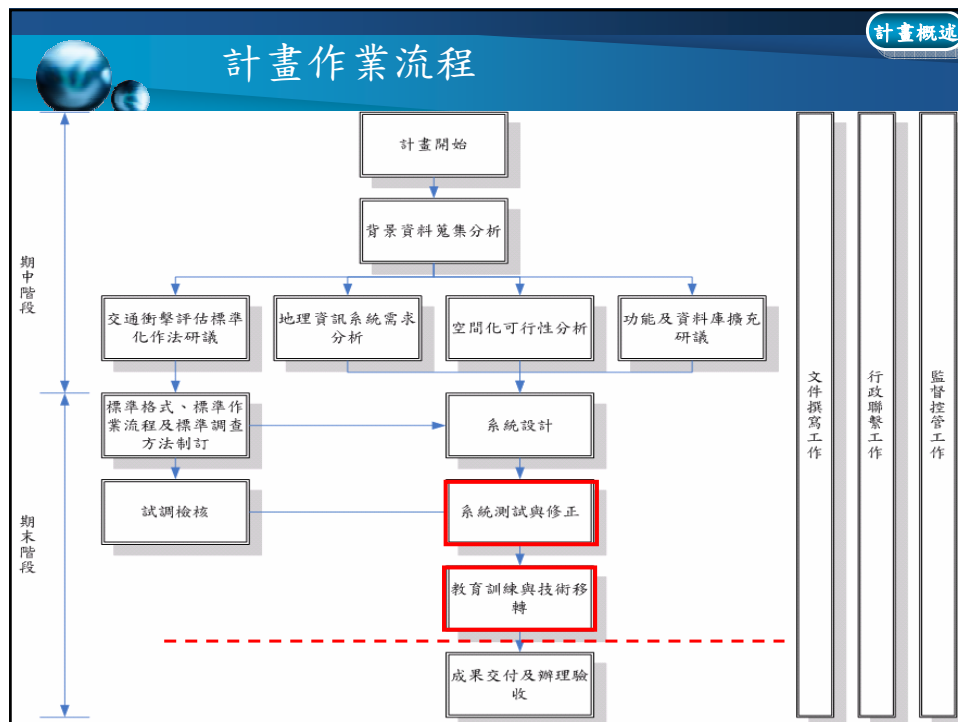 計畫概述
計畫作業流程
計畫開始
背景資料蒐集分析
期中階段
交通衝擊評估標準
化作法研議
地理資訊系統需求
分析
空間化可行性分析
功能及資料庫擴充
研議
標準格式、標準作
業流程及標準調查
方法制訂
系統設計
試調檢核
系統測試與修正
期末階段
教育訓練與技術移
轉
成果交付及辦理驗
收
文件撰寫工作
行政聯繫工作
監督控管工作